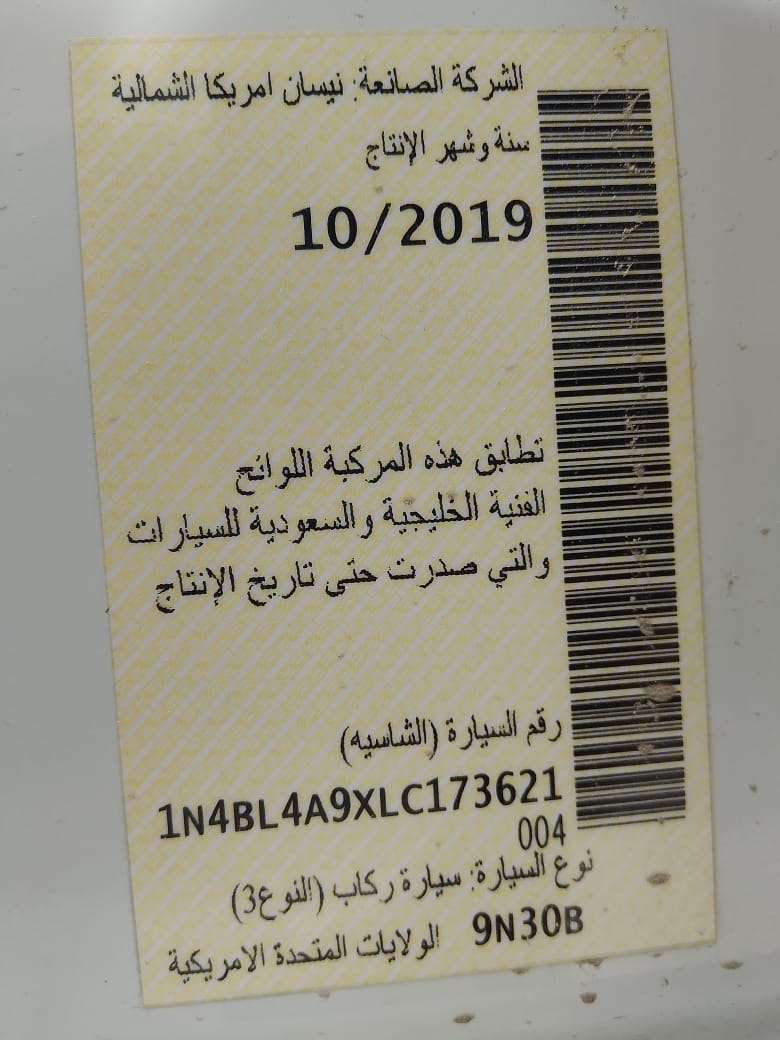 الشركة الصانعة: نيسان امريكا الشمالية
سنة وشهر الإنتاج
10/2019
تطابق هذه المركبة اللوائح
الفنية الخليجية والسعودية للسيارات
والتي صدرت حتى تاريخ الإنتاج
رقم السيارة (الشاسيه)
1N4BL4A9XLC173621
004
نوع السيارة: سيارة ركاب (النوع3)
9N30B الولايات المتحدة الامريكية